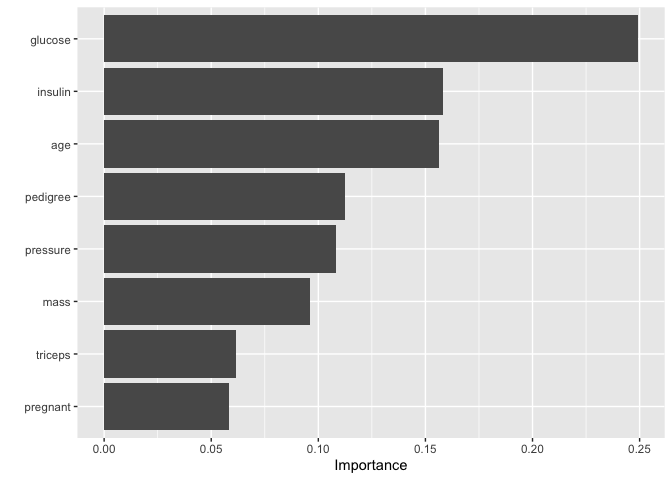 glucose
insulin
age
pedigree
pressure
mass
triceps
pregnant
0.00 0.05 0.10 0.15 0.20 0.25
Importance